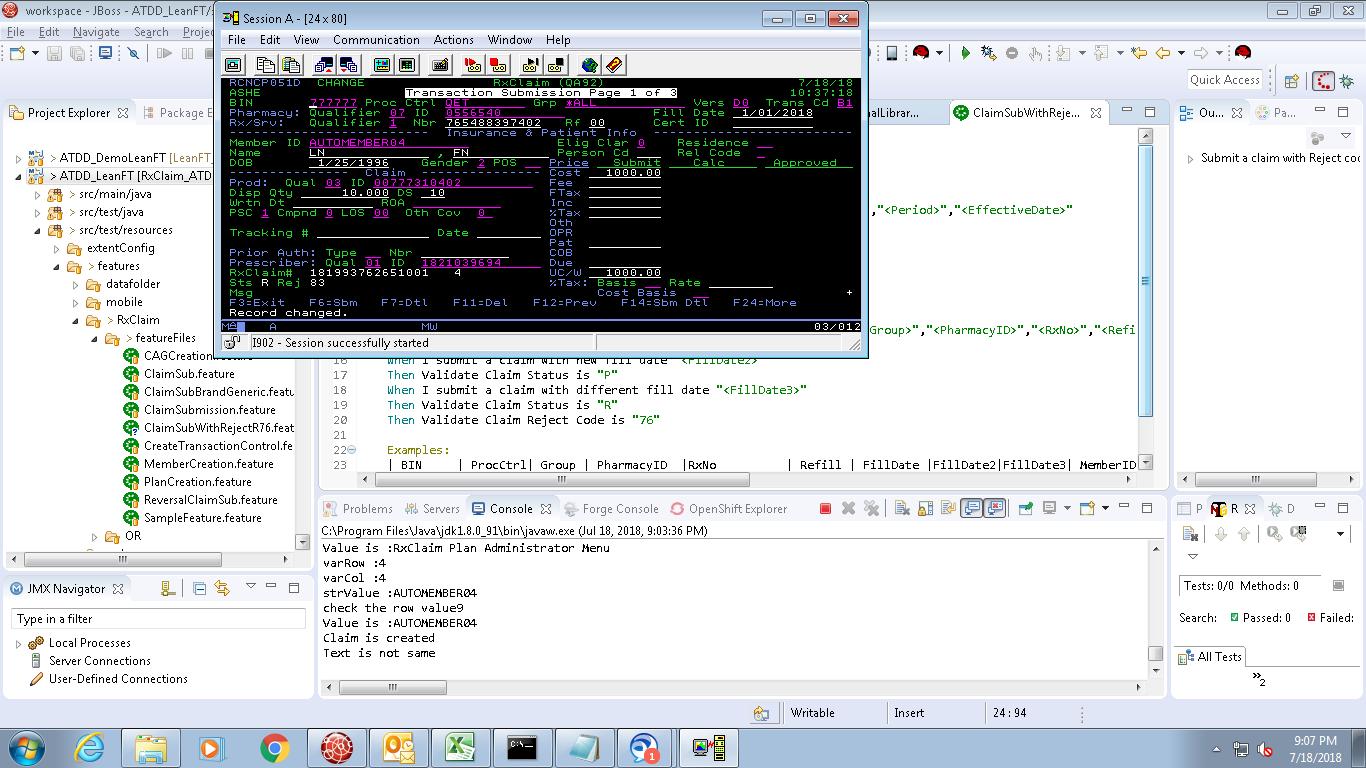 workspace - JBoss - ATDD_LeanFT/
File Edit Navigate Search
Quick Access
Session A - [24 x 80]
File Edit View Communication Actions Window Help
RCNCP051D CHANGE RxClaim (QA92) 7/18/18
ASHE Transaction Submission Page 1 of 3 10:37:18
BIN 777777 Proc Ctrl QET Grp *ALL Vers D0 Trans Cd B1
Pharmacy: Qualifier 07 ID 0556540 Fill Date 1/01/2018
Rx/Srv: Qualifier 1 Nbr 765488397402 Rf 00 Cert ID
Insurance & Patient Info
Member ID AUTOMEMBER04 Elig Clar 0 Residence
Name LN , FN Person Cd Rel Code
DOB 1/25/1996 Gender 2 POS Price Submit Calc Approved
Claim Cost 1000.00
Prod: Qual 03 ID 00777310402 Fee
Disp Qty 10.000 DS 10 FTax
Wrtn Dt ROA Inc
PSC 1 Cmpnd 0 LOS 00 Oth Cov 0 %Tax
Oth
Tracking # Date OPR
Pat
Prior Auth: Type Nbr COB
Prescriber: Qual 01 ID 1821039694 Due
RxClaim# 181993762651001 4 UC/W 1000.00
Sts R Rej 83 %Tax: Basis Rate
Msg Cost Basis +
F3=Exit F6=Sbm F7=Dtl F11=Del F12=Prev F14=Sbm Dtl F24=More
Record changed.
MA A MW 03/012
I902 - Session successfully started
Project Explorer Package
> ATDD_DemoLeanFT [LeanFT_
> ATDD_LeanFT [RxClaim_ATD
> src/main/java
> src/test/java
> src/test/resources
extentConfig
> features
datafolder
mobile
> RxClaim
> featureFiles
CAGCreation.feature
ClaimSub.feature
ClaimSubBrandGeneric.featu
ClaimSubmission.feature
ClaimSubWithRejectR76.feat
CreateTransactionControl.fe
MemberCreation.feature
PlanCreation.feature
ReversalClaimSub.feature
SampleFeature.feature
OR
nalLibrar... ClaimSubWithReje...
,"<Period>","<EffectiveDate>"
Group>","<PharmacyID>","<RxNo>","<Refi
16 When I submit a claim with new fill date "<FillDate2>"
17 Then Validate Claim Status is "P"
18 When I submit a claim with different fill date "<FillDate3>"
19 Then Validate Claim Status is "R"
20 Then Validate Claim Reject Code is "76"
21
22 Examples:
23 | BIN | ProcCtrl| Group | PharmacyID |RxNo | Refill | FillDate |FillDate2|FillDate3| MemberID
Ou... Pa...
Submit a claim with Reject co
JMX Navigator
Type in a filter
Local Processes
Server Connections
User-Defined Connections
Problems Servers Console Forge Console OpenShift Explorer
C:\Program Files\Java\jdk1.8.0_91\bin\javaw.exe (Jul 18, 2018, 9:03:36 PM)
Value is :RxClaim Plan Administrator Menu
varRow :4
varCol :4
strValue :AUTOMEMBER04
check the row value9
Value is :AUTOMEMBER04
Claim is created
Text is not same
P R D
Tests: 0/0 Methods: 0
Search: Passed: 0 Failed:
All Tests
»2
Writable Insert 24 : 94
C:\_
1
9:07 PM
7/18/2018